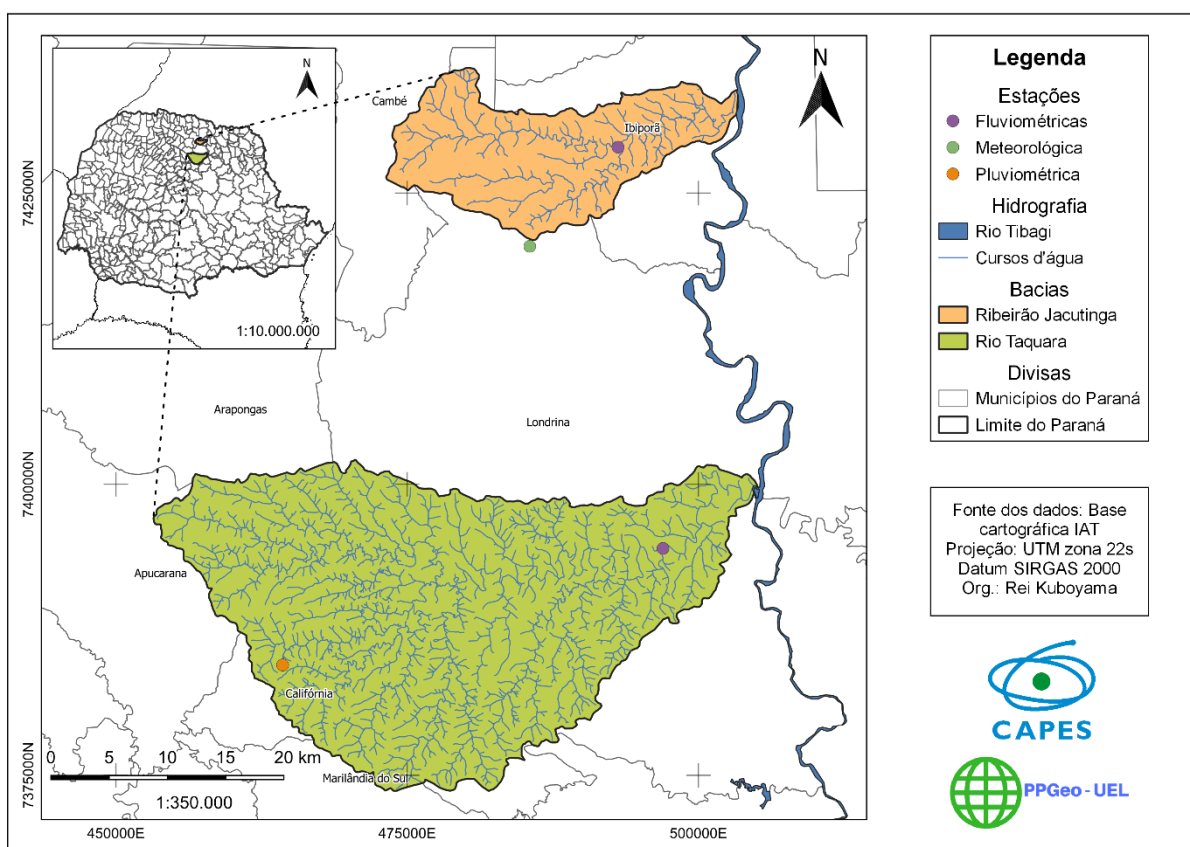 N
1:10.000.000
N
Cambé
Ibiporã
Arapongas
Londrina
Apucarana
Califórnia
Marilândia do Sul
0 5 10 15 20 km
1:350.000
7425000N
7400000N
7375000N
450000E 475000E 500000E
Legenda
Estações
Fluviométricas
Meteorológica
Pluviométrica
Hidrografia
Rio Tibagi
Cursos d'água
Bacias
Ribeirão Jacutinga
Rio Taquara
Divisas
Municípios do Paraná
Limite do Paraná
Fonte dos dados: Base
cartográfica IAT
Projeção: UTM zona 22s
Datum SIRGAS 2000
Org.: Rei Kuboyama
CAPES
PPGeo - UEL